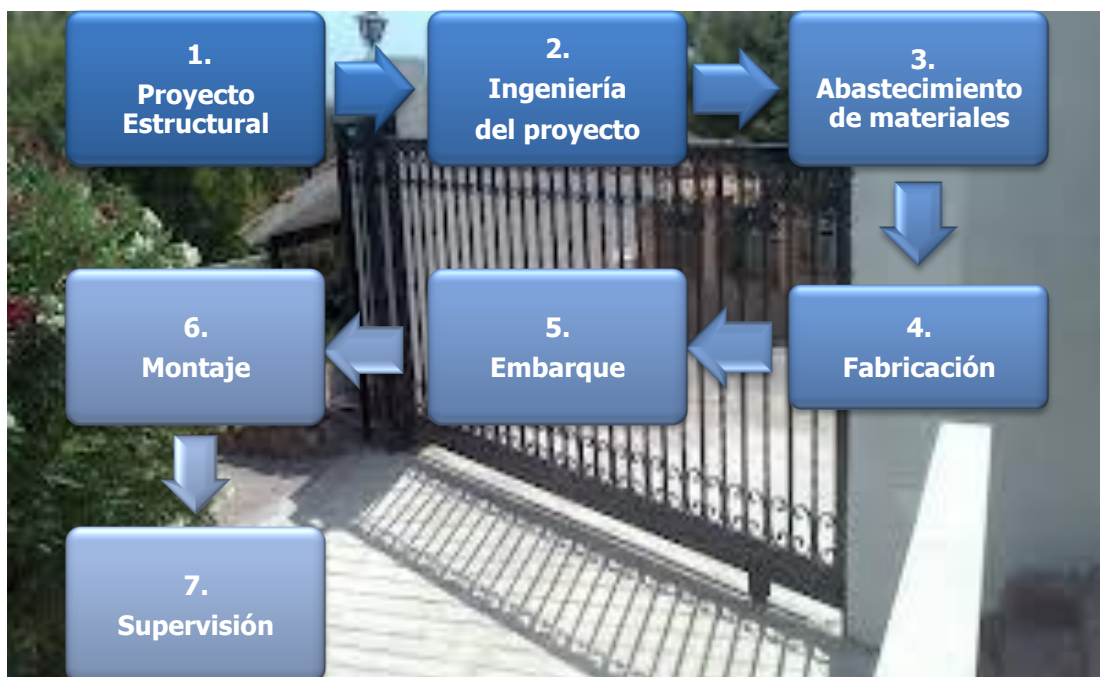 1.
Proyecto
Estructural
2.
Ingeniería
del proyecto
3.
Abastecimiento
de materiales
4.
Fabricación
5.
Embarque
6.
Montaje
7.
Supervisión